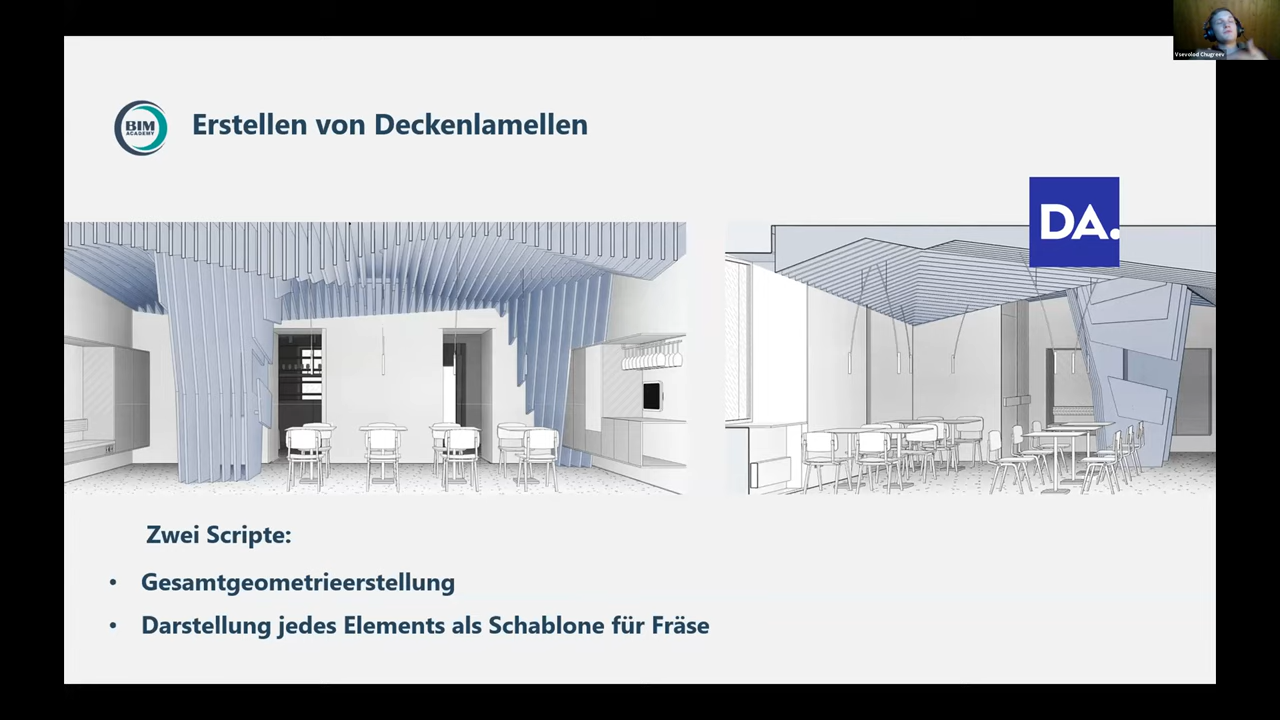 Vsevolod Chugreev
BIM
ACADEMY
Erstellen von Deckenlamellen
DA.
Zwei Scripte:
• Gesamtgeometrieerstellung
• Darstellung jedes Elements als Schablone für Fräse